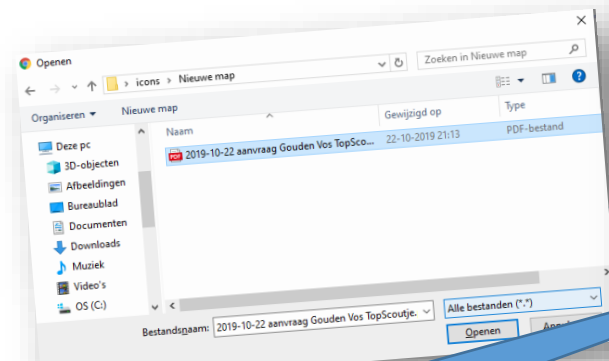 Openen
icons > Nieuwe map
Zoeken in Nieuwe map
Organiseren
Nieuwe map
Naam
Gewijzigd op
Type
Deze pc
3D-objecten
Afbeeldingen
Bureaublad
Documenten
Downloads
Muziek
Video's
OS (C:)
PDF
2019-10-22 aanvraag Gouden Vos TopSco...
22-10-2019 21:13
PDF-bestand
Bestandsnaam:
2019-10-22 aanvraag Gouden Vos TopScoutje.
Alle bestanden (*.*)
Openen